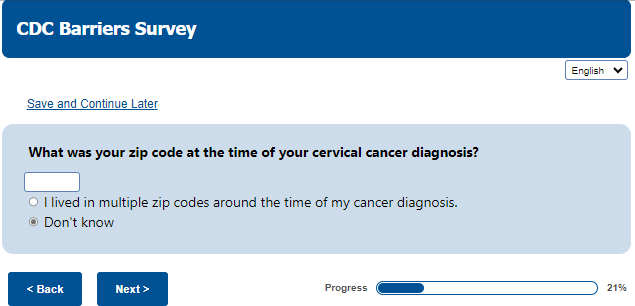 CDC Barriers Survey
English
Save and Continue Later
What was your zip code at the time of your cervical cancer diagnosis?
I lived in multiple zip codes around the time of my cancer diagnosis.
Don't know
< Back
Next >
Progress
21%